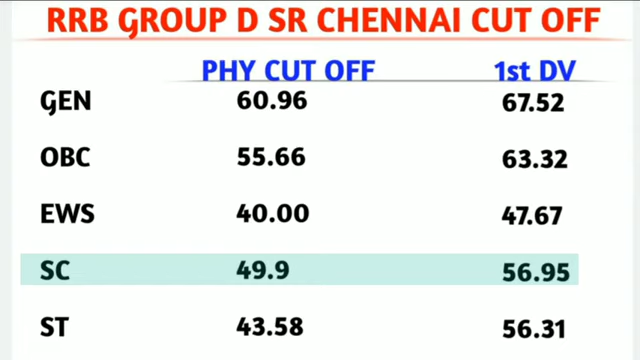 RRB GROUP D SR CHENNAI CUT OFF
PHY CUT OFF 1st DV
GEN 60.96 67.52
OBC 55.66 63.32
EWS 40.00 47.67
SC 49.9 56.95
ST 43.58 56.31